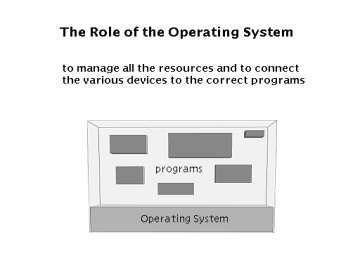 The Role of the Operating System
to manage all the resources and to connect
the various devices to the correct programs
programs
Operating System